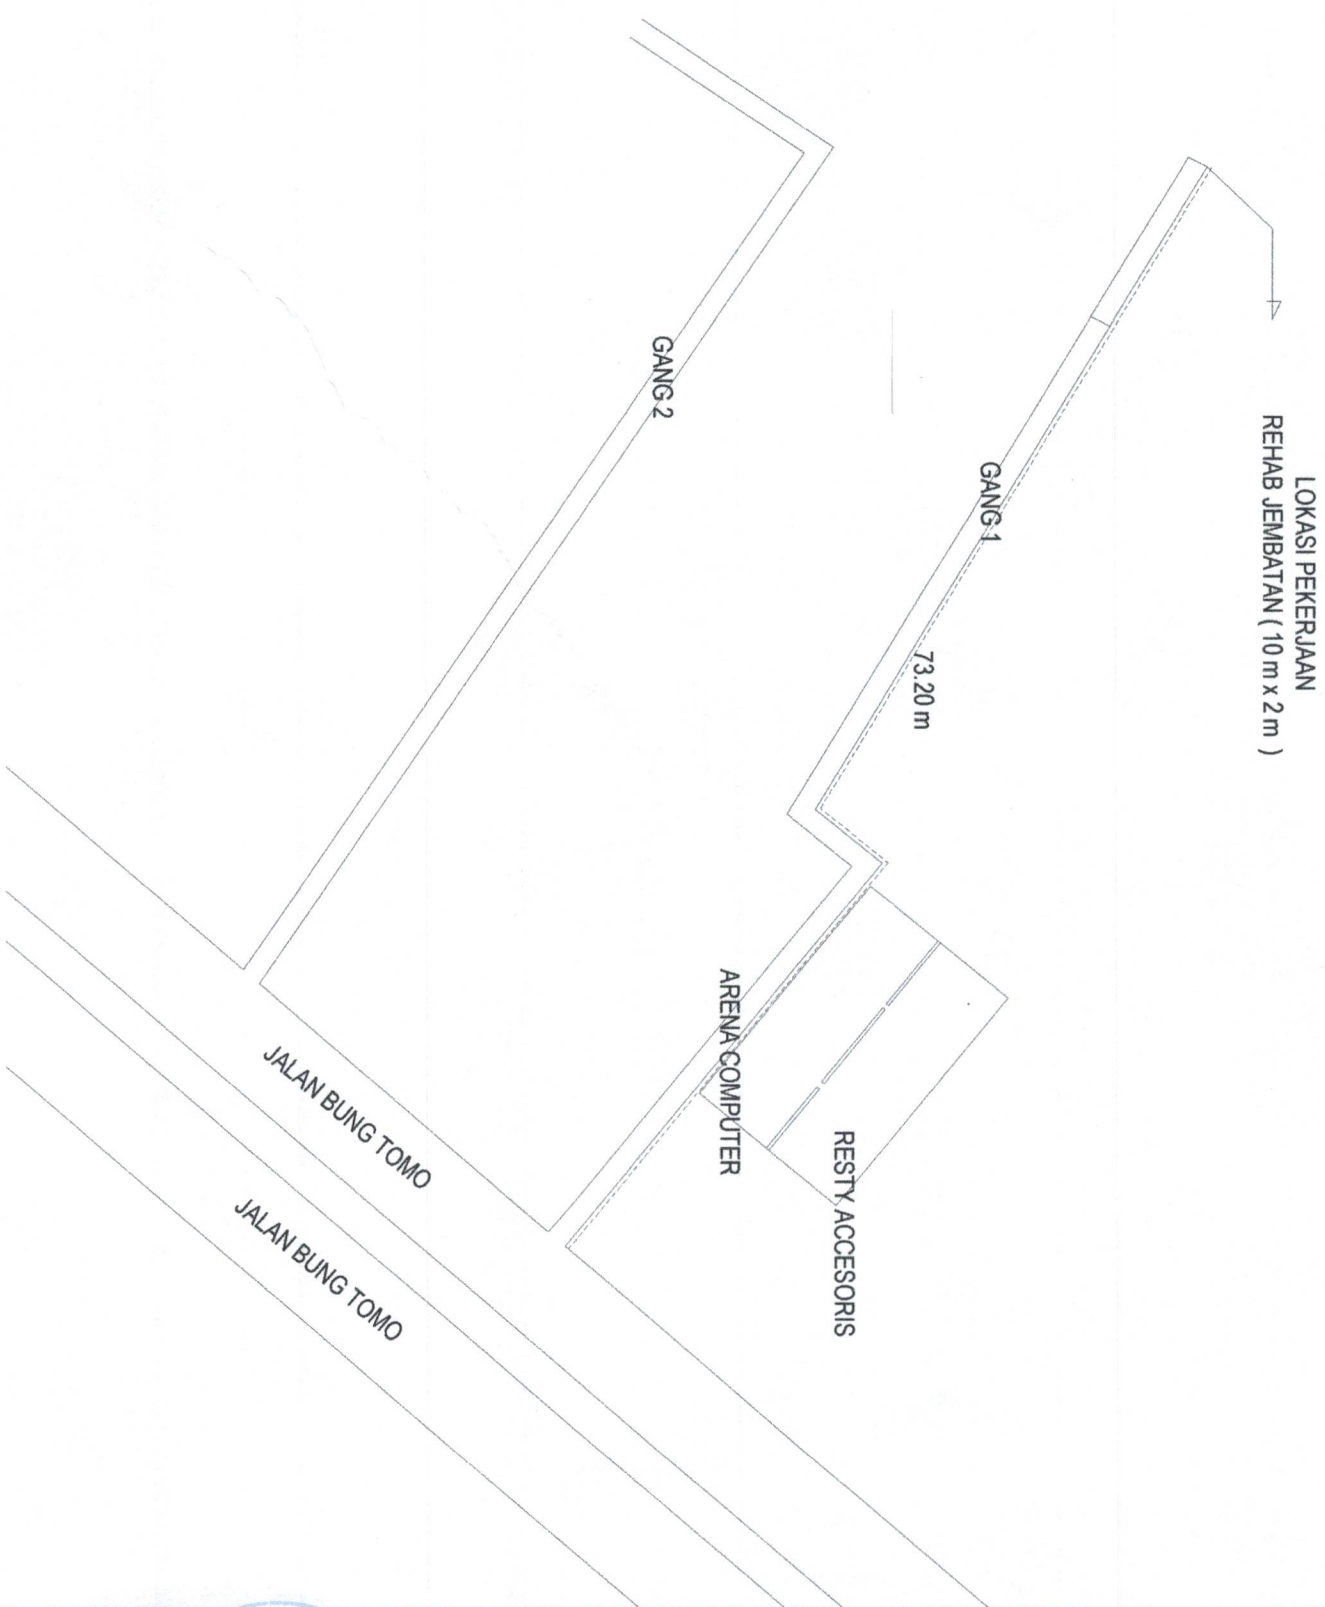 LOKASI PEKERJAAN
REHAB JEMBATAN ( 10 m x 2 m )
GANG 1
73.20 m
GANG 2
RESTY ACCESORIS
ARENA COMPUTER
JALAN BUNG TOMO
JALAN BUNG TOMO